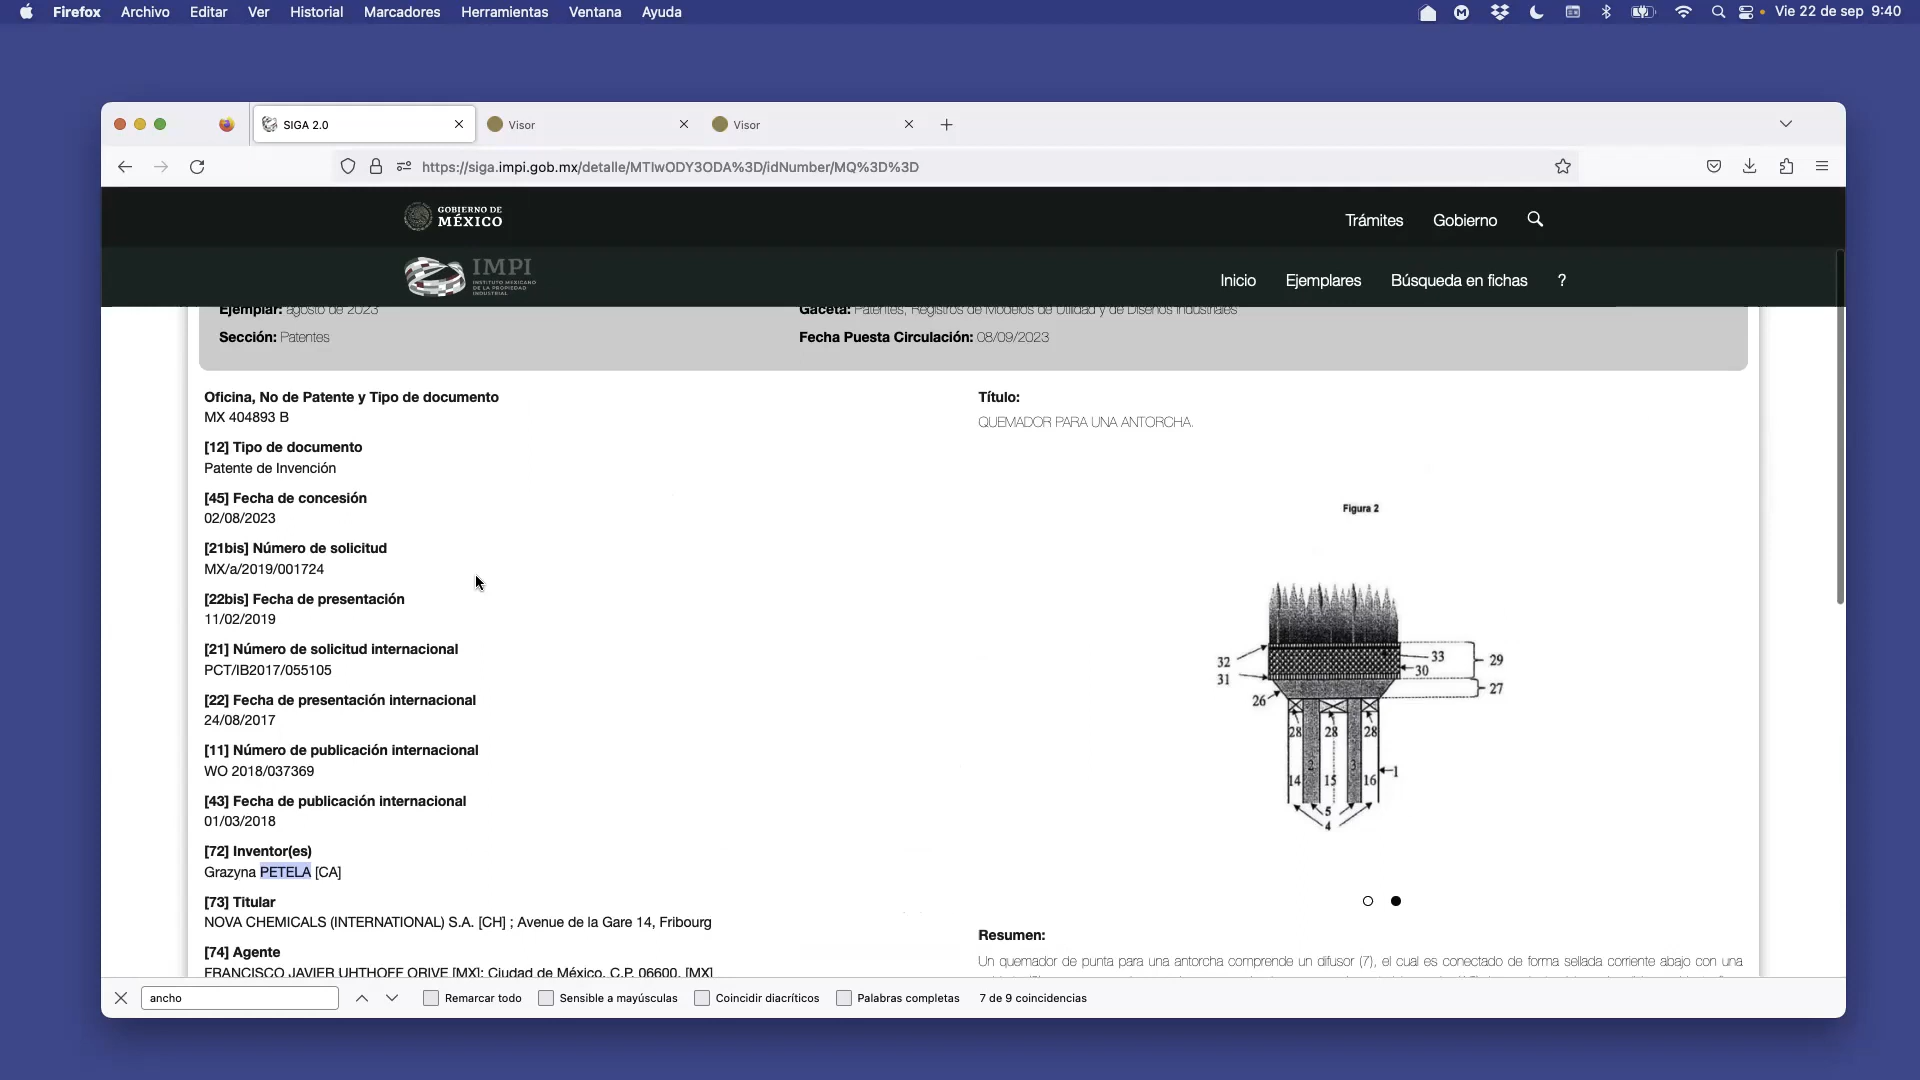 Firefox Archivo Editar Ver Historial Marcadores Herramientas Ventana Ayuda
Vie 22 de sep 9:40
SIGA 2.0
Visor
Visor
https://siga.impi.gob.mx/detalle/MTIwODY3ODA%3D/idNumber/MQ%3D%3D
GOBIERNO DE
MÉXICO
Trámites Gobierno
IMPI
INSTITUTO MEXICANO
DE LA PROPIEDAD
INDUSTRIAL
Inicio Ejemplares Búsqueda en fichas ?
Ejemplar: agosto de 2023
Gaceta: Patentes, Registros de Modelos de Utilidad y de Diseños Industriales
Sección: Patentes
Fecha Puesta Circulación: 08/09/2023
Oficina, No de Patente y Tipo de documento
MX 404893 B
[12] Tipo de documento
Patente de Invención
[45] Fecha de concesión
02/08/2023
[21bis] Número de solicitud
MX/a/2019/001724
[22bis] Fecha de presentación
11/02/2019
[21] Número de solicitud internacional
PCT/IB2017/055105
[22] Fecha de presentación internacional
24/08/2017
[11] Número de publicación internacional
WO 2018/037369
[43] Fecha de publicación internacional
01/03/2018
[72] Inventor(es)
Grazyna PETELA [CA]
[73] Titular
NOVA CHEMICALS (INTERNATIONAL) S.A. [CH] ; Avenue de la Gare 14, Fribourg
[74] Agente
FRANCISCO JAVIER UHTHOFF ORIVE [MX]; Ciudad de México, C.P. 06600, [MX]
Título:
QUEMADOR PARA UNA ANTORCHA.
Figura 2
32
33
29
31
30
26
27
28
28
28
2
3
14
15
16
1
5
4
Resumen:
Un quemador de punta para una antorcha comprende un difusor (7), el cual es conectado de forma sellada corriente abajo con una
ancho
Remarcar todo
Sensible a mayúsculas
Coincidir diacríticos
Palabras completas
7 de 9 coincidencias